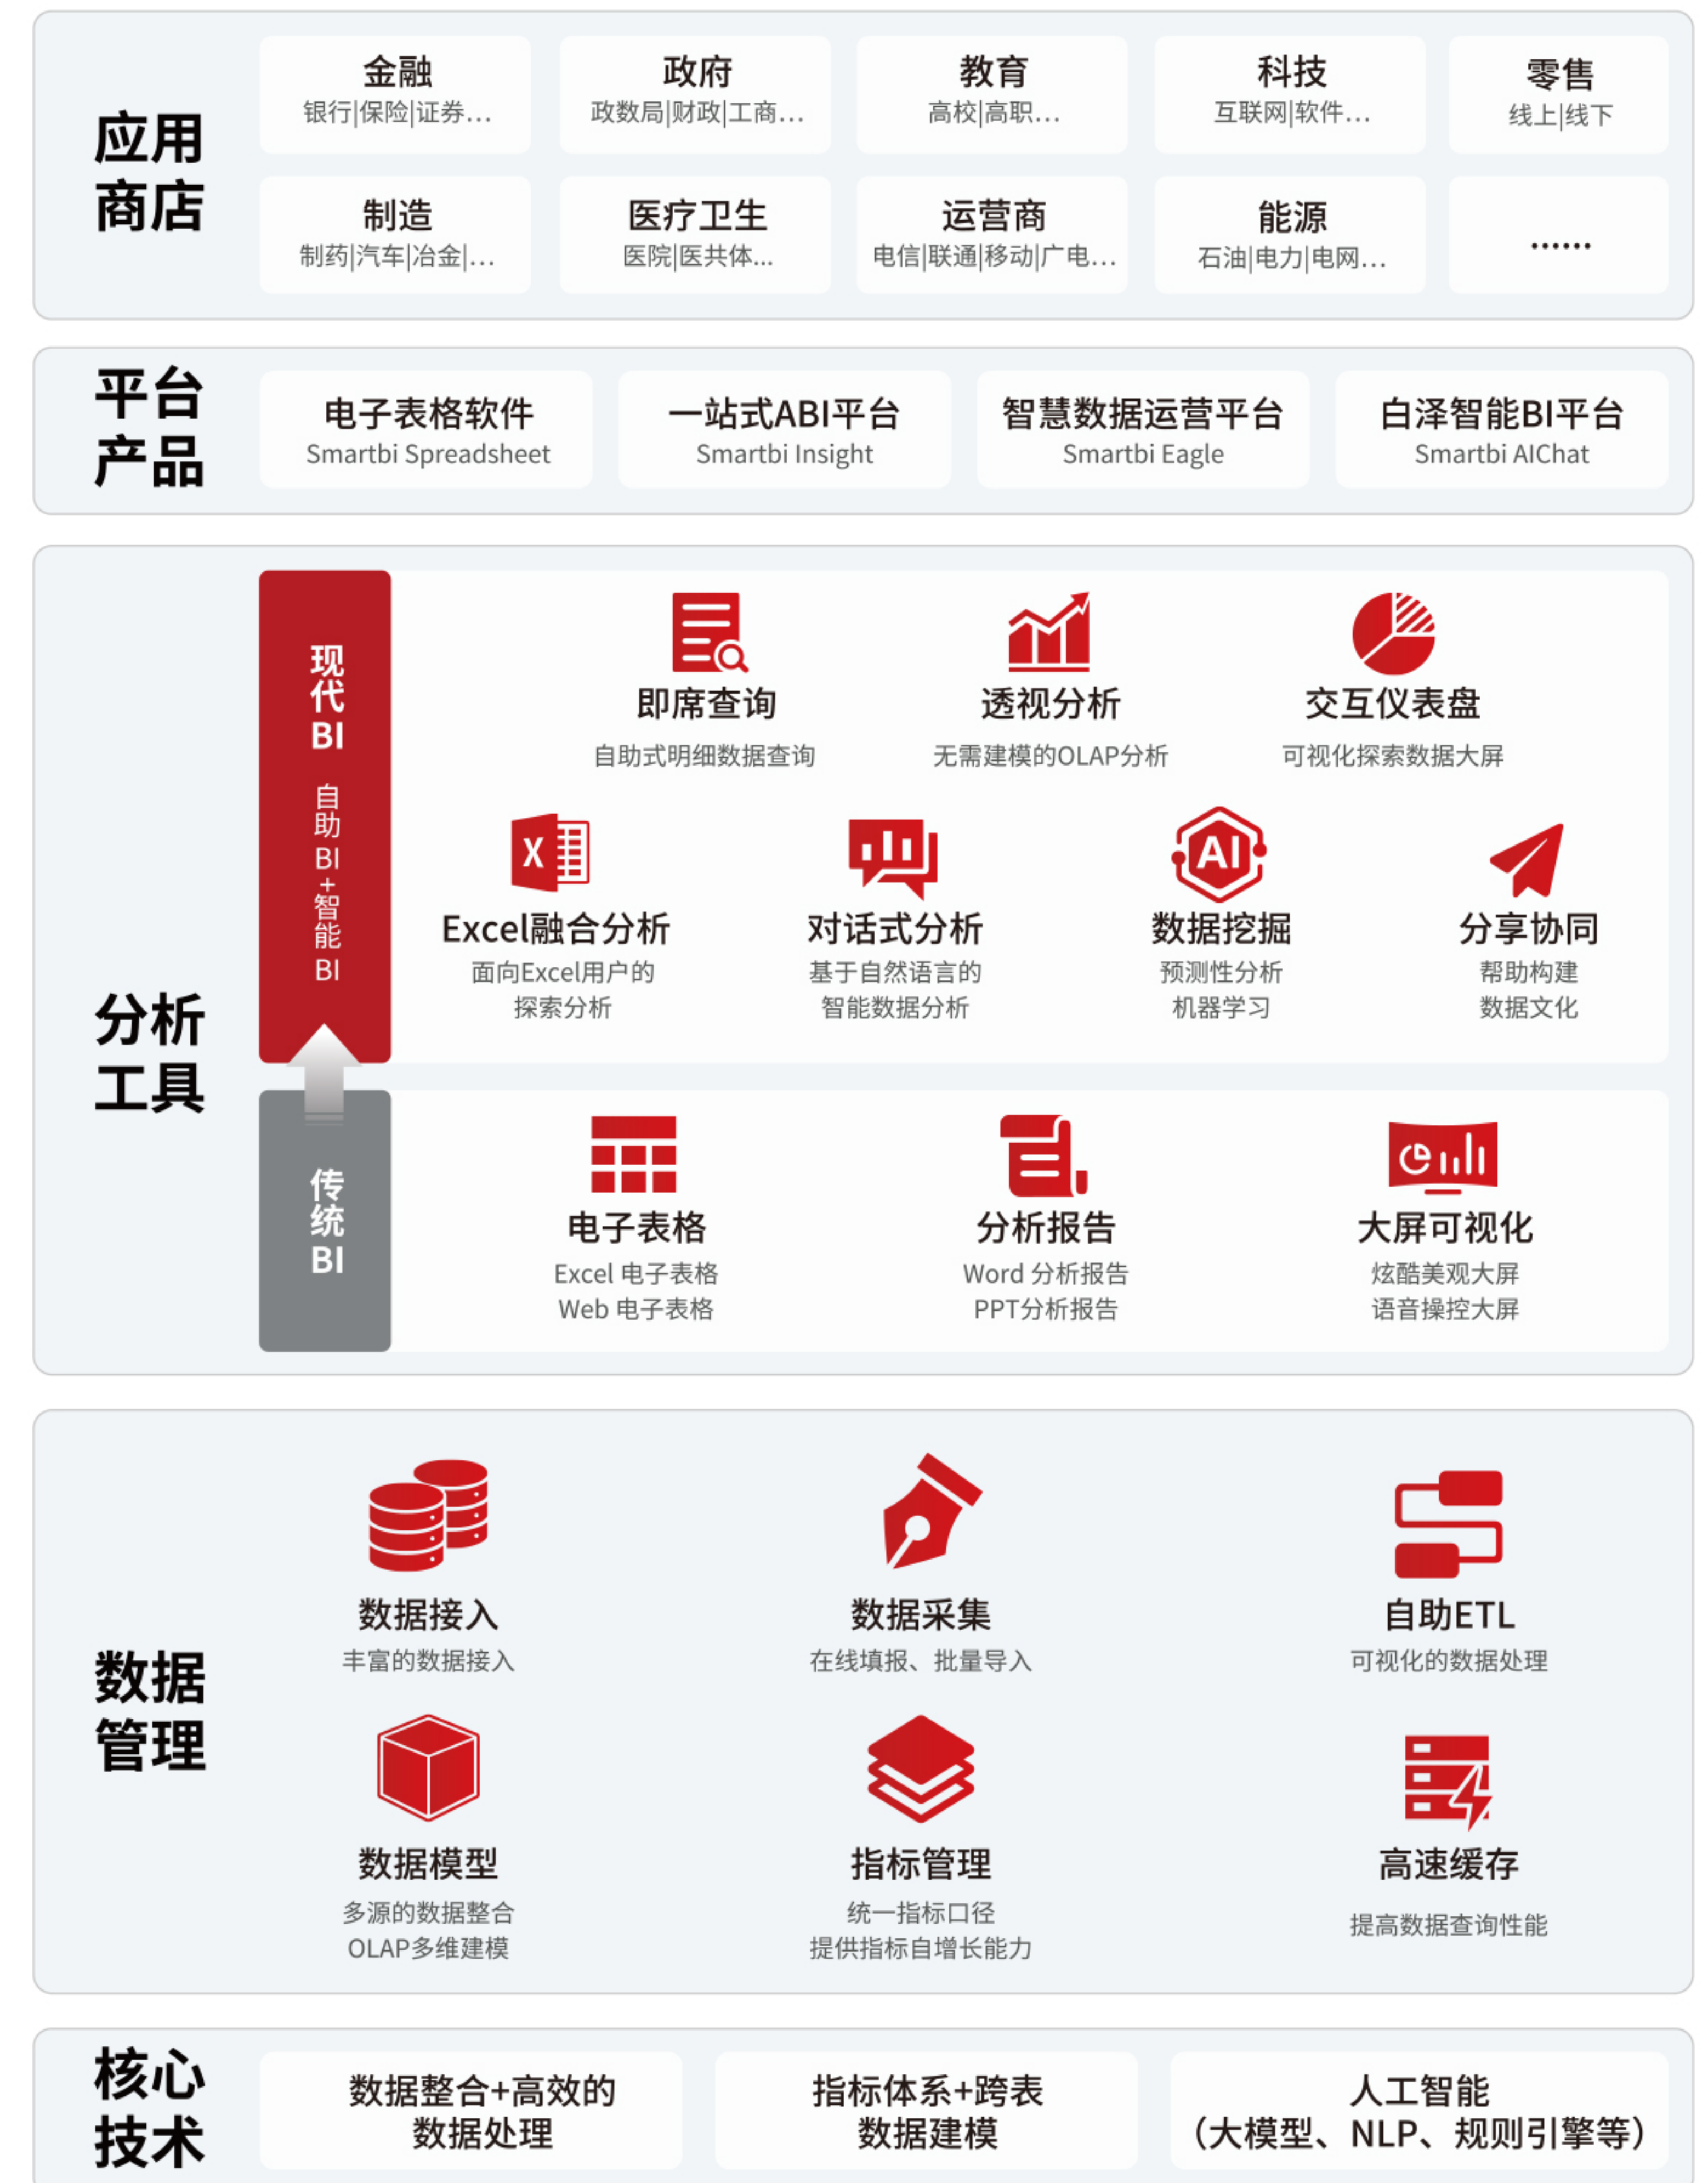 应用
商店
金融
银行|保险|证券...
政府
政数局|财政|工商...
教育
高校|高职...
科技
互联网|软件...
零售
线上|线下
制造
制药|汽车|冶金|...
医疗卫生
医院|医共体...
运营商
电信|联通|移动|广电...
能源
石油|电力|电网...
······
平台
产品
电子表格软件
Smartbi Spreadsheet
一站式ABI平台
Smartbi Insight
智慧数据运营平台
Smartbi Eagle
白泽智能BI平台
Smartbi AIChat
分析
工具
现代BI
自助BI+智能BI
即席查询
自助式明细数据查询
透视分析
无需建模的OLAP分析
交互仪表盘
可视化探索数据大屏
X
Excel融合分析
面向Excel用户的
探索分析
对话式分析
基于自然语言的
智能数据分析
AI
数据挖掘
预测性分析
机器学习
分享协同
帮助构建
数据文化
传统BI
电子表格
Excel 电子表格
Web 电子表格
分析报告
Word 分析报告
PPT分析报告
大屏可视化
炫酷美观大屏
语音操控大屏
数据
管理
数据接入
丰富的数据接入
数据采集
在线填报、批量导入
自助ETL
可视化的数据处理
数据模型
多源的数据整合
OLAP多维建模
指标管理
统一指标口径
提供指标自增长能力
高速缓存
提高数据查询性能
核心
技术
数据整合+高效的
数据处理
指标体系+跨表
数据建模
人工智能
（大模型、NLP、规则引擎等）